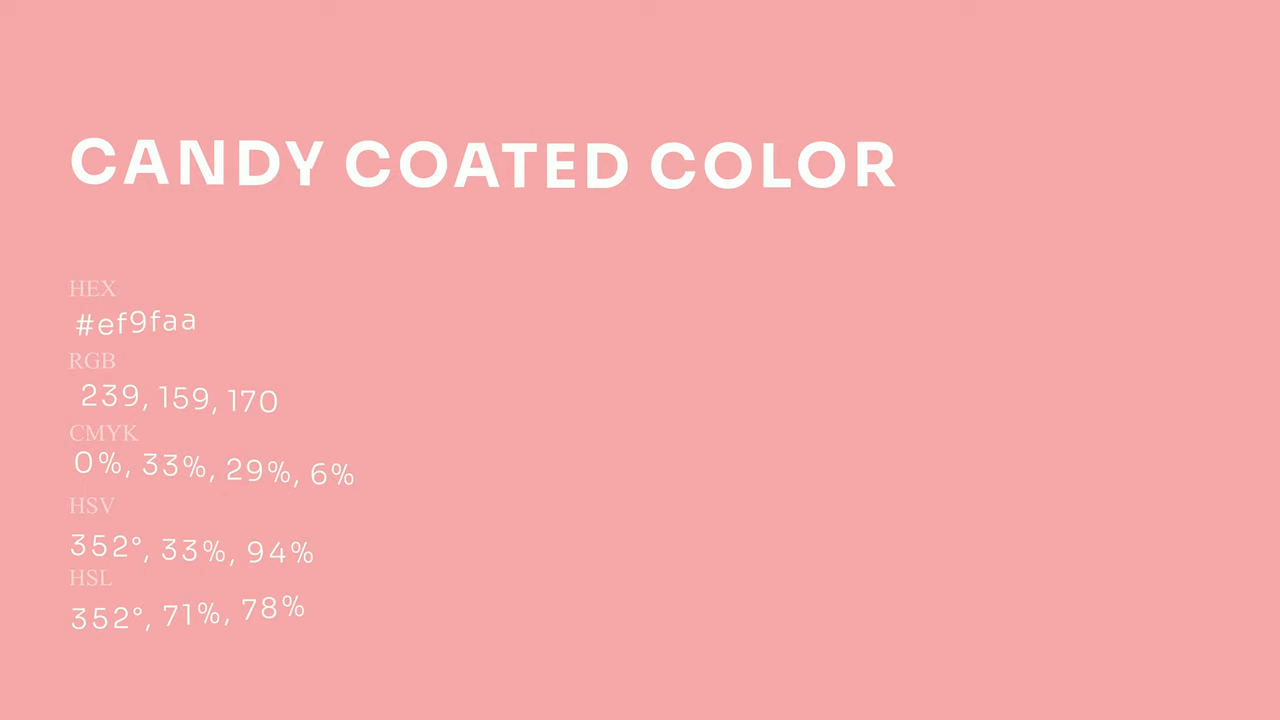 CANDY COATED COLOR
HEX
#ef9faa
RGB
239, 159, 170
CMYK
0%, 33%, 29%, 6%
HSV
352°, 33%, 94%
HSL
352°, 71%, 78%